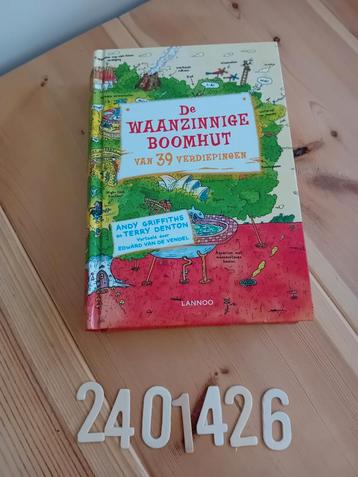 De
WAANZINNIGE
BOOMHUT
VAN 39 VERDIEPINGEN
ANDY GRIFFITHS
en TERRY DENTON
Vertaald door
EDWARD VAN DE VENDEL
LANNOO
2401426